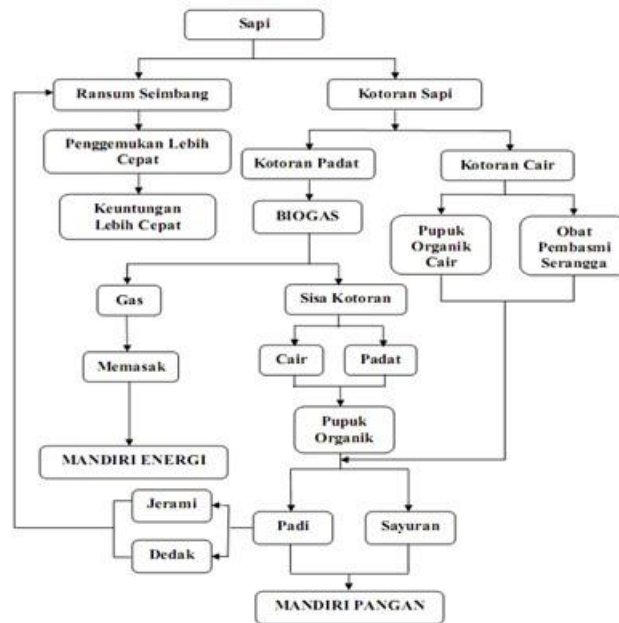 Sapi
Ransum Seimbang
Kotoran Sapi
Penggemukan Lebih
Cepat
Kotoran Padat
Kotoran Cair
Keuntungan
Lebih Cepat
BIOGAS
Pupuk
Organik
Cair
Obat
Pembasmi
Serangga
Gas
Sisa Kotoran
Memasak
Cair
Padat
Pupuk
Organik
MANDIRI ENERGI
Jerami
Dedak
Padi
Sayuran
MANDIRI PANGAN